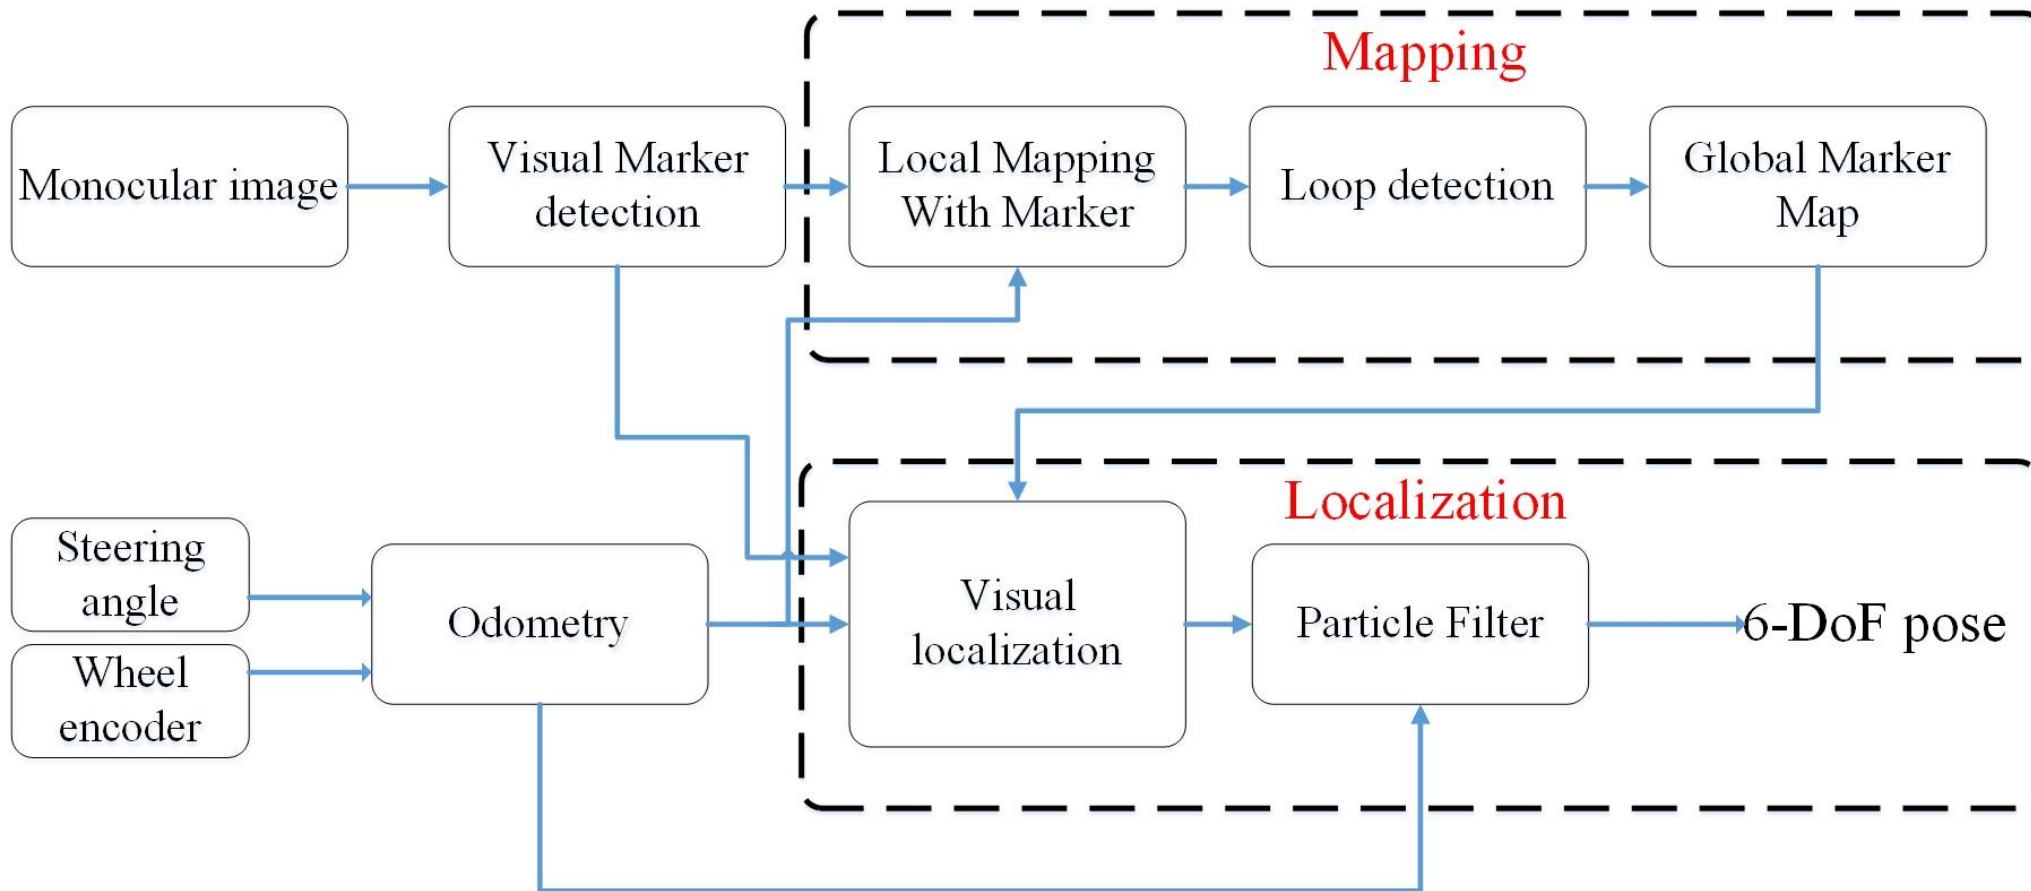 Mapping
Monocular image
Visual Marker
detection
Local Mapping
With Marker
Loop detection
Global Marker
Map
Localization
Steering
angle
Wheel
encoder
Odometry
Visual
localization
Particle Filter
6-DoF pose